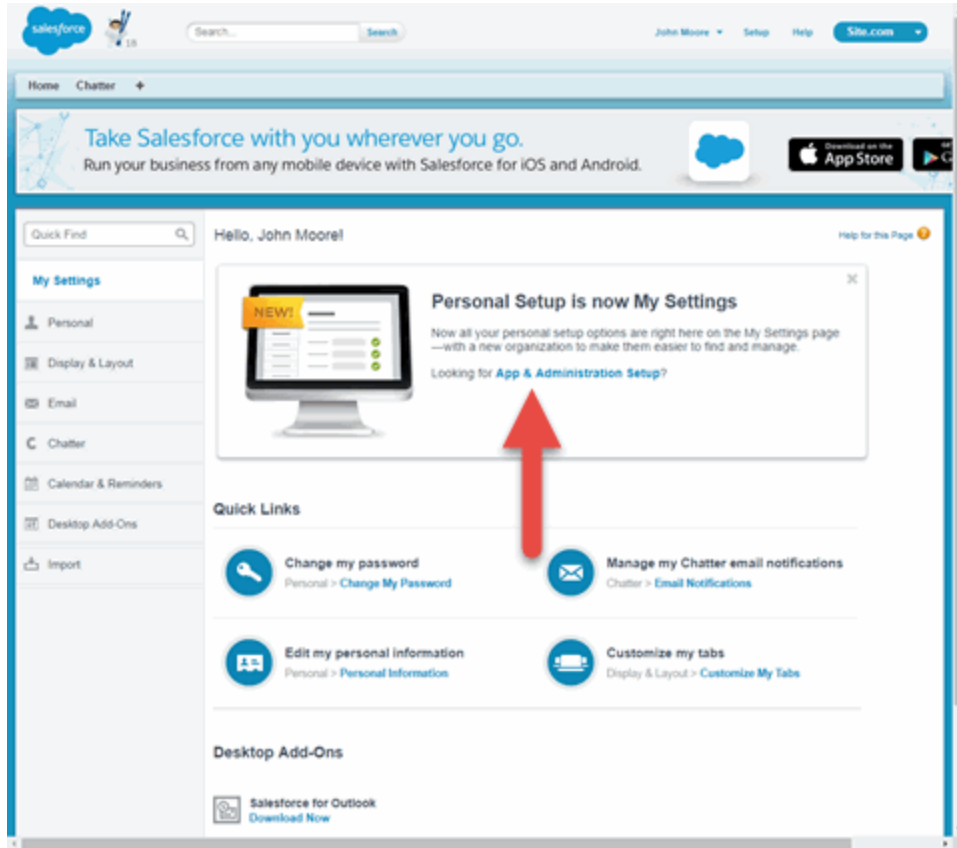 salesforce
18
Search...
Search
John Moore
Setup
Help
Site.com
Home
Chatter
+
Take Salesforce with you wherever you go.
Run your business from any mobile device with Salesforce for iOS and Android.
Download on the
App Store
Quick Find
Hello, John Moore!
Help for this Page
My Settings
Personal
Display & Layout
Email
Chatter
Calendar & Reminders
Desktop Add-Ons
Import
NEW!
Personal Setup is now My Settings
Now all your personal setup options are right here on the My Settings page
—with a new organization to make them easier to find and manage.
Looking for App & Administration Setup?
Quick Links
Change my password
Personal > Change My Password
Manage my Chatter email notifications
Chatter > Email Notifications
Edit my personal information
Personal > Personal Information
Customize my tabs
Display & Layout > Customize My Tabs
Desktop Add-Ons
Salesforce for Outlook
Download Now